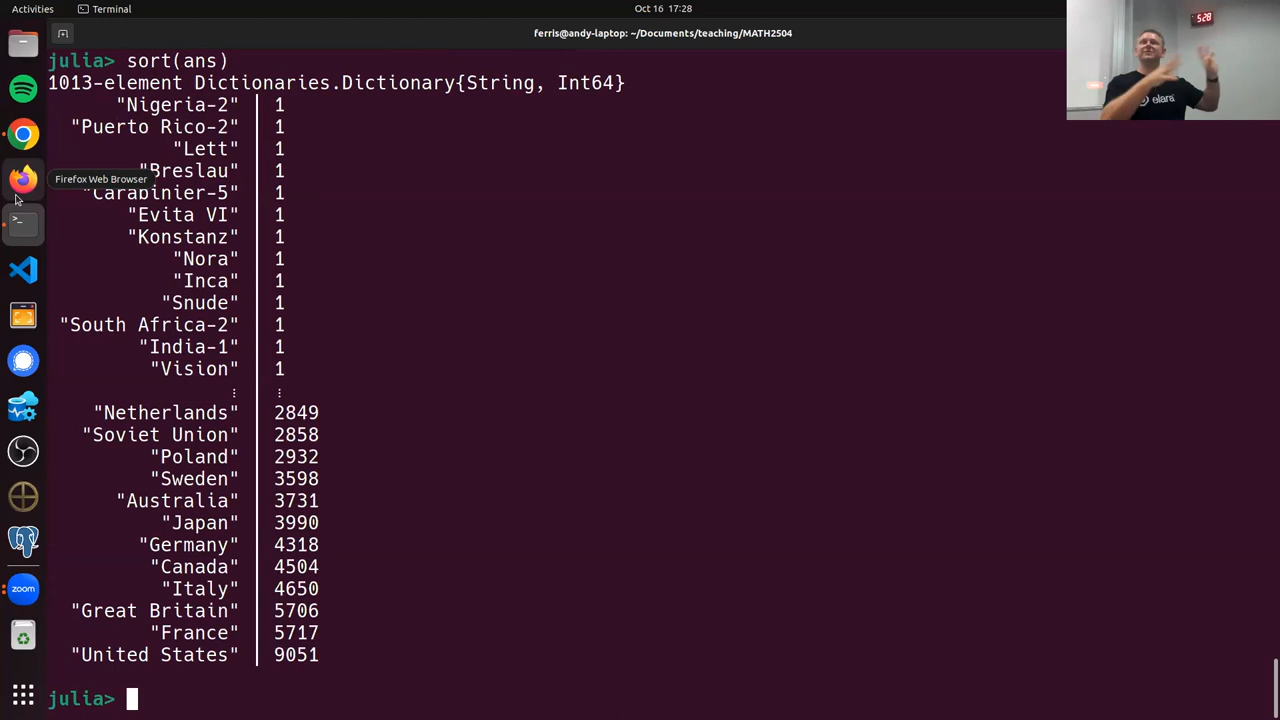 Activities
Terminal
Oct 16 17:28
ferris@andy-laptop: ~/Documents/teaching/MATH2504
528
elara
julia> sort(ans)
1013-element Dictionaries.Dictionary{String, Int64}
"Nigeria-2" │ 1
"Puerto Rico-2" │ 1
"Lett" │ 1
"Breslau" │ 1
Firefox Web Browser
"Carabinier-5" │ 1
"Evita VI" │ 1
"Konstanz" │ 1
"Nora" │ 1
"Inca" │ 1
"Snude" │ 1
"South Africa-2" │ 1
"India-1" │ 1
"Vision" │ 1
⋮ │ ⋮
"Netherlands" │ 2849
"Soviet Union" │ 2858
"Poland" │ 2932
"Sweden" │ 3598
"Australia" │ 3731
"Japan" │ 3990
"Germany" │ 4318
"Canada" │ 4504
"Italy" │ 4650
zoom
"Great Britain" │ 5706
"France" │ 5717
"United States" │ 9051
julia>